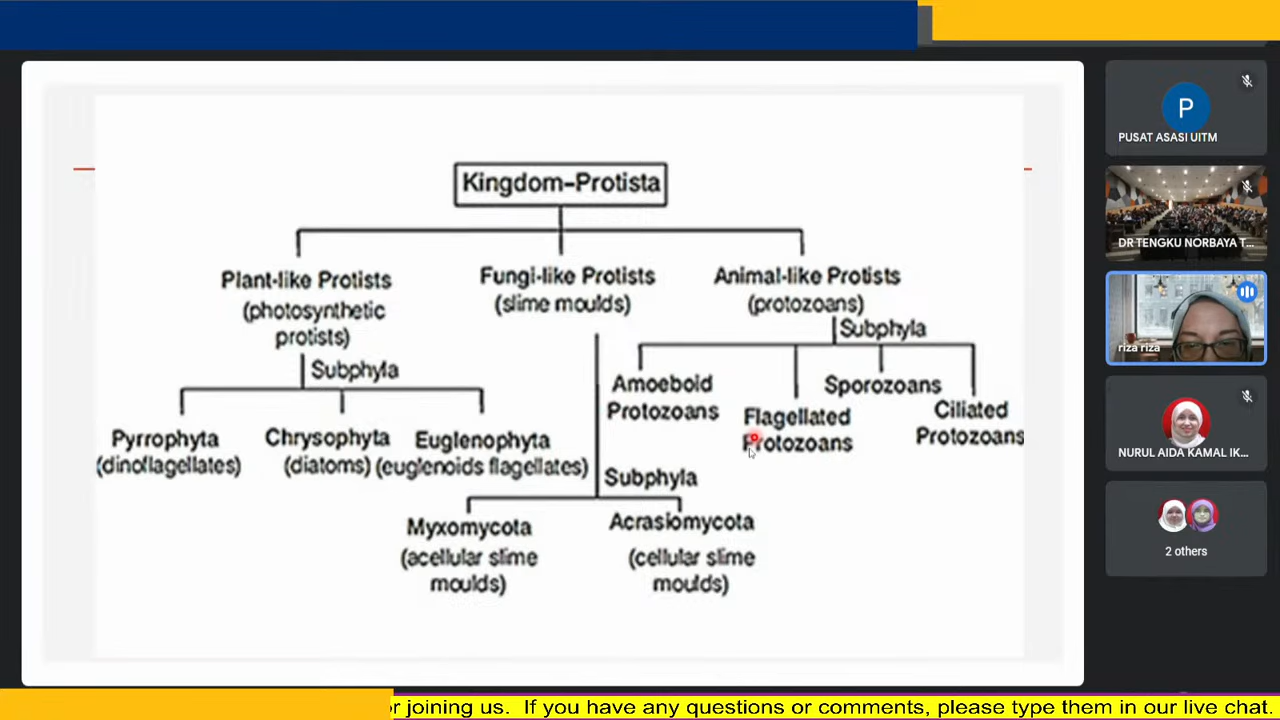 Kingdom–Protista
Plant-like Protists
(photosynthetic
protists)
Fungi-like Protists
(slime moulds)
Animal-like Protists
(protozoans)
Subphyla
Subphyla
Amoeboid
Protozoans
Flagellated
Protozoans
Sporozoans
Ciliated
Protozoans
Pyrrophyta
(dinoflagellates)
Chrysophyta
(diatoms)
Euglenophyta
(euglenoids flagellates)
Subphyla
Myxomycota
(acellular slime
moulds)
Acrasiomycota
(cellular slime
moulds)
P
PUSAT ASASI UITM
DR TENGKU NORBAYA T...
riza riza
NURUL AIDA KAMAL IK...
2 others
r joining us. If you have any questions or comments, please type them in our live chat.